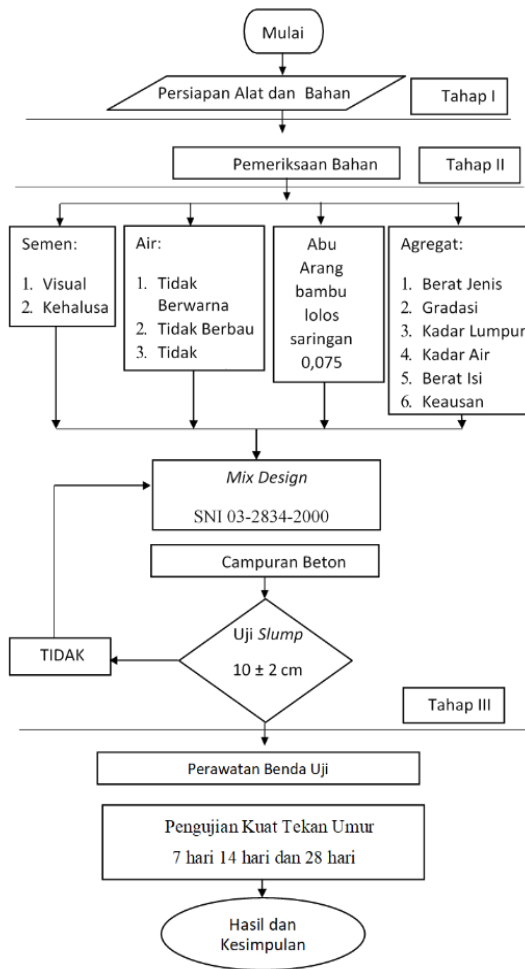 Mulai
Persiapan Alat dan Bahan
Tahap I
Pemeriksaan Bahan
Tahap II
Semen:
1. Visual
2. Kehalusa
Air:
1. Tidak
Berwarna
2. Tidak Berbau
3. Tidak
Abu
Arang
bambu
lolos
saringan
0,075
Agregat:
1. Berat Jenis
2. Gradasi
3. Kadar Lumpur
4. Kadar Air
5. Berat Isi
6. Keausan
Mix Design
SNI 03-2834-2000
Campuran Beton
Uji Slump
10 ± 2 cm
TIDAK
Tahap III
Perawatan Benda Uji
Pengujian Kuat Tekan Umur
7 hari 14 hari dan 28 hari
Hasil dan
Kesimpulan